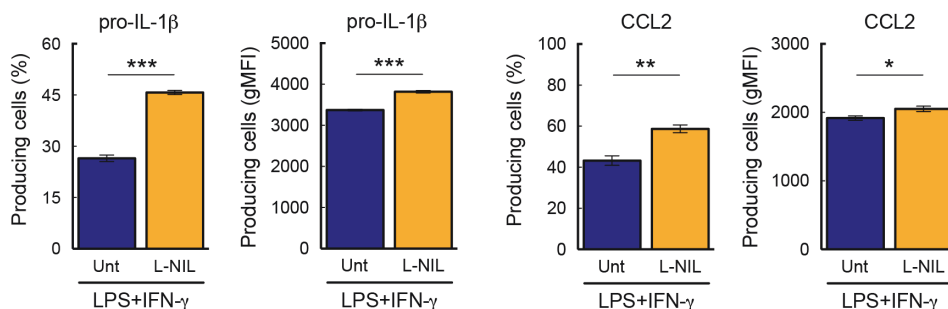 pro-IL-1β
Producing cells (%)
60
45
30
15
0
***
Unt L-NIL
LPS+IFN-γ
pro-IL-1β
Producing cells (gMFI)
5000
4000
3000
2000
1000
0
***
Unt L-NIL
LPS+IFN-γ
CCL2
Producing cells (%)
100
80
60
40
20
0
**
Unt L-NIL
LPS+IFN-γ
CCL2
Producing cells (gMFI)
3000
2000
1000
0
*
Unt L-NIL
LPS+IFN-γ